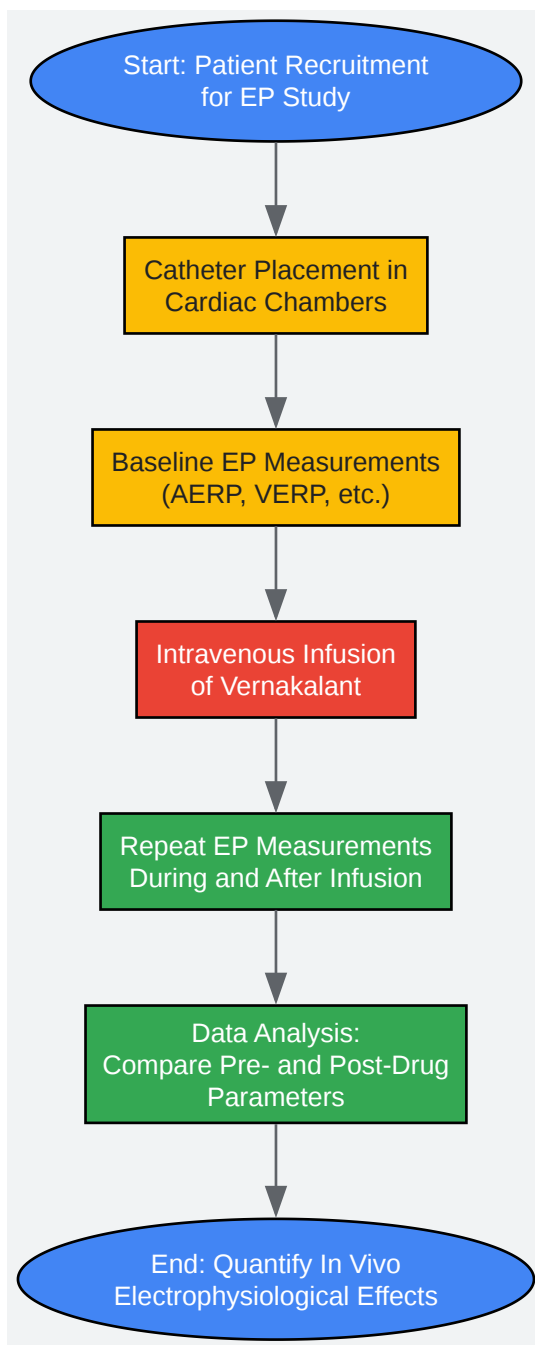 Start: Patient Recruitment
for EP Study
Catheter Placement in
Cardiac Chambers
Baseline EP Measurements
(AERP, VERP, etc.)
Intravenous Infusion
of Vernakalant
Repeat EP Measurements
During and After Infusion
Data Analysis:
Compare Pre- and Post-Drug
Parameters
End: Quantify In Vivo
Electrophysiological Effects